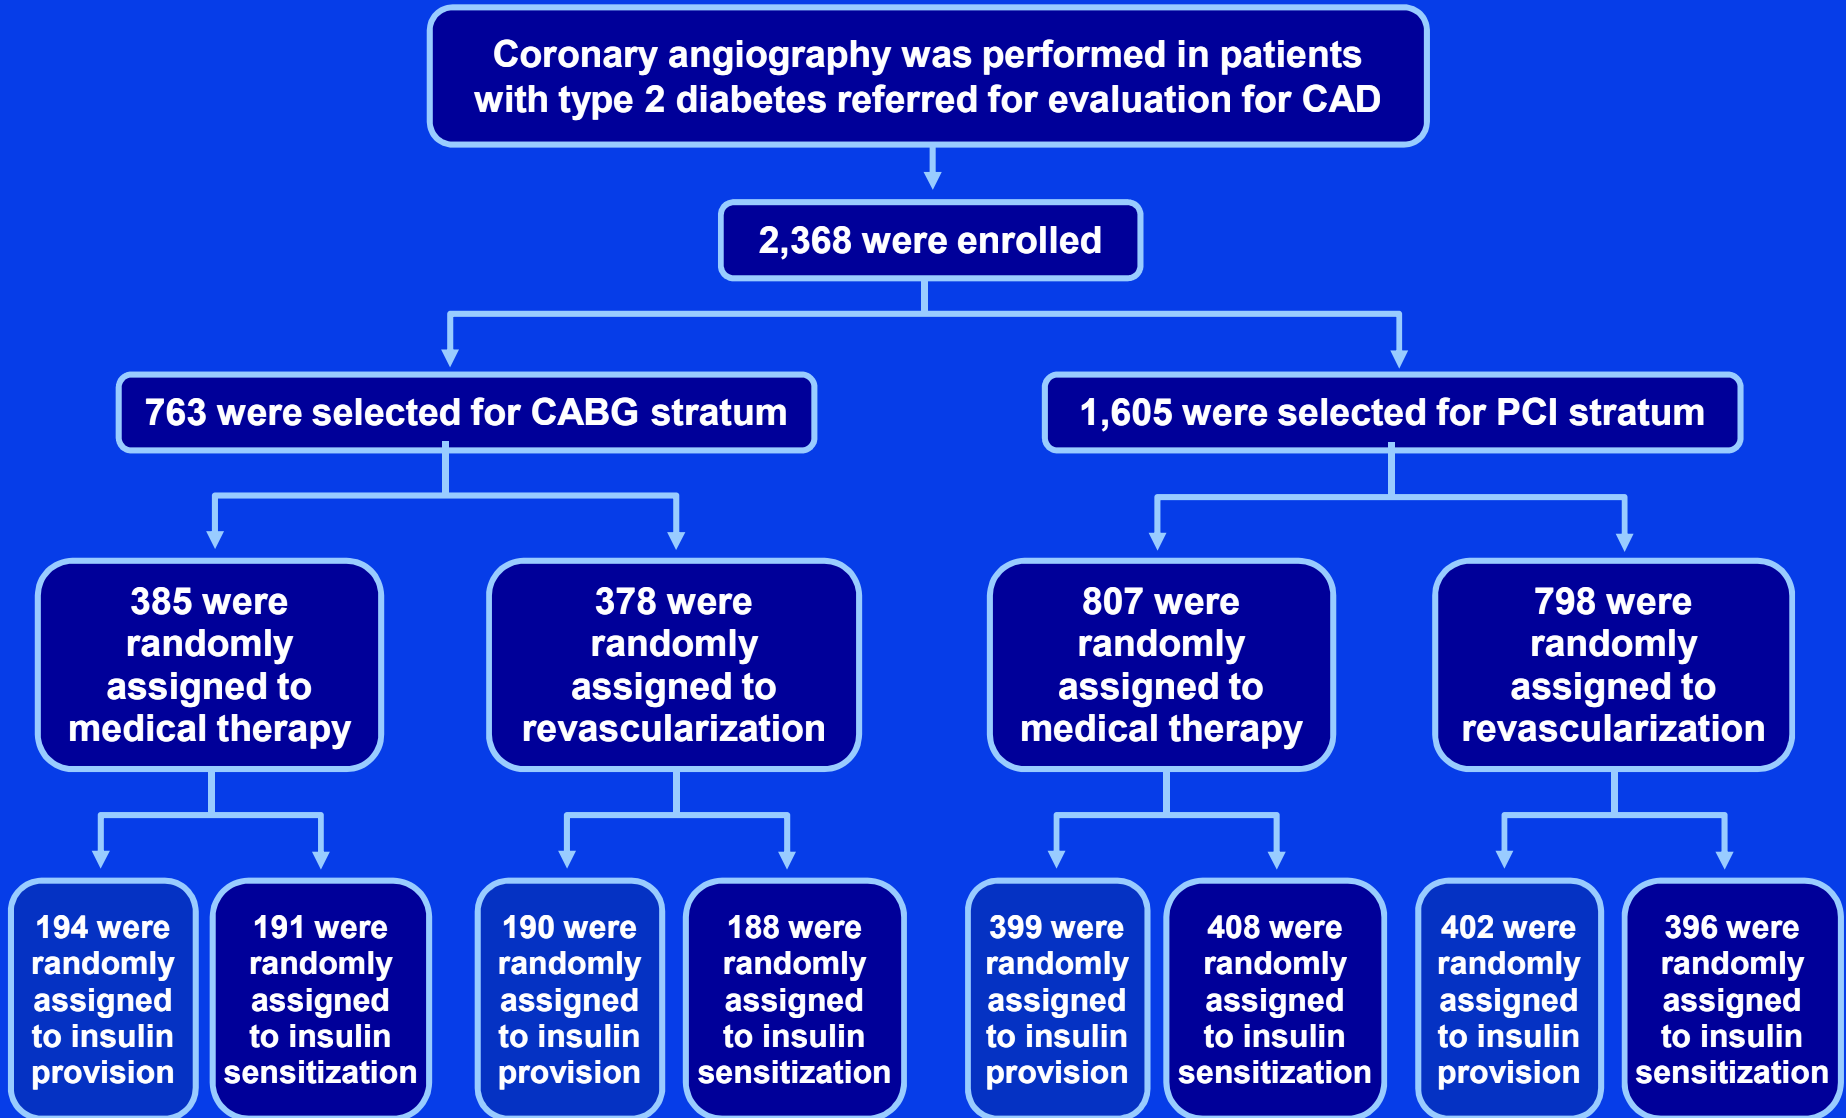 Coronary angiography was performed in patients
with type 2 diabetes referred for evaluation for CAD
2,368 were enrolled
763 were selected for CABG stratum
1,605 were selected for PCI stratum
385 were
randomly
assigned to
medical therapy
378 were
randomly
assigned to
revascularization
807 were
randomly
assigned to
medical therapy
798 were
randomly
assigned to
revascularization
194 were
randomly
assigned
to insulin
provision
191 were
randomly
assigned
to insulin
sensitization
190 were
randomly
assigned
to insulin
provision
188 were
randomly
assigned
to insulin
sensitization
399 were
randomly
assigned
to insulin
provision
408 were
randomly
assigned
to insulin
sensitization
402 were
randomly
assigned
to insulin
provision
396 were
randomly
assigned
to insulin
sensitization